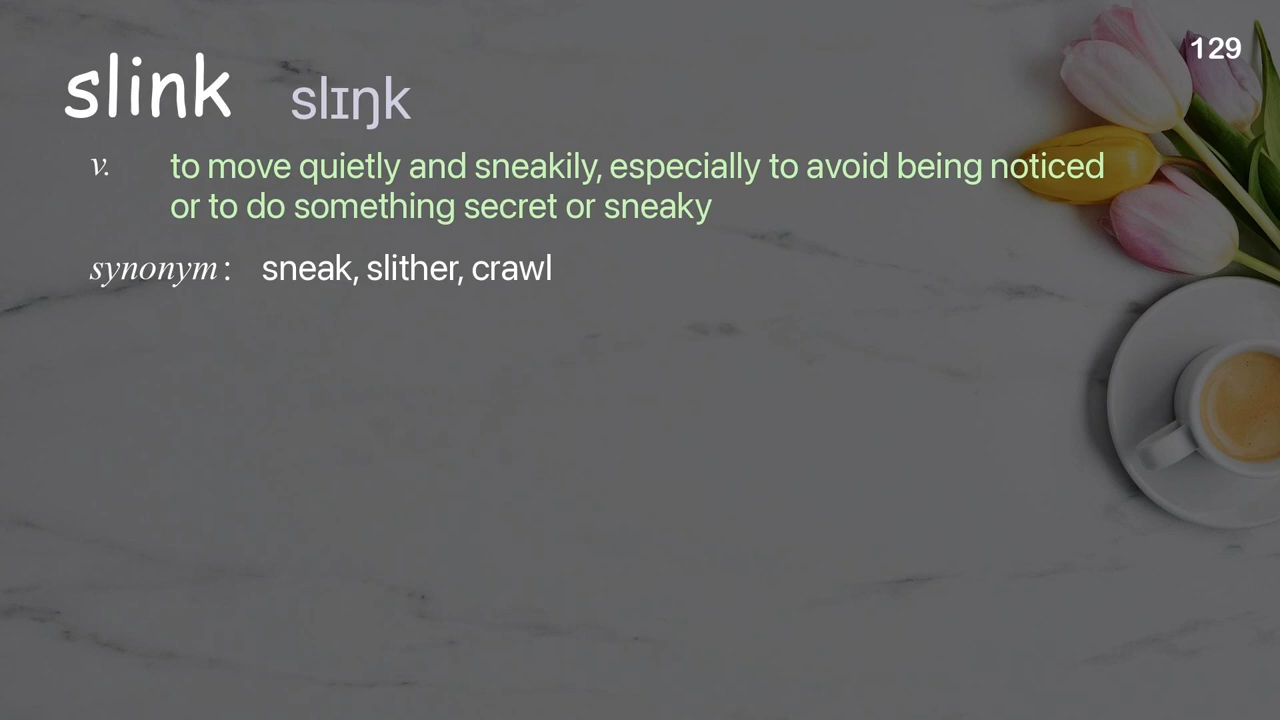 129
slink slɪŋk
v. to move quietly and sneakily, especially to avoid being noticed
or to do something secret or sneaky
synonym: sneak, slither, crawl